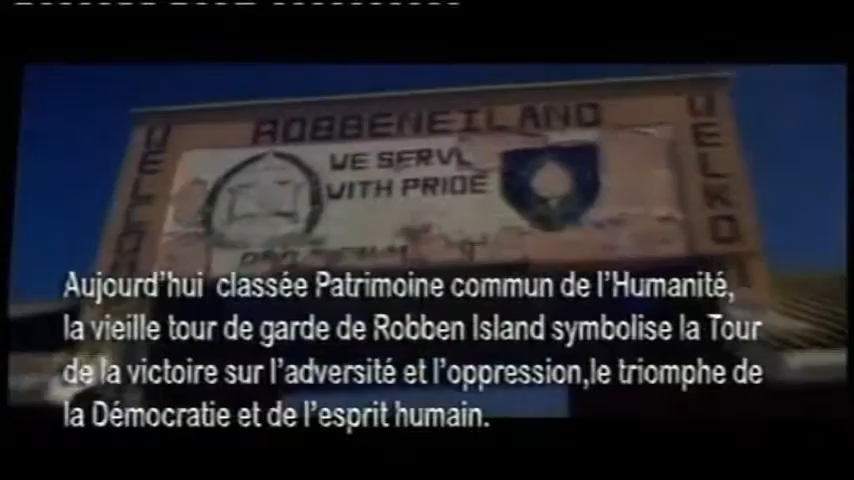 ROBBENEILAND
WE SERVE
WITH PRIDE
WELKOM
Aujourd'hui classée Patrimoine commun de l'Humanité,
la vieille tour de garde de Robben Island symbolise la Tour
de la victoire sur l'adversité et l'oppression,le triomphe de
la Démocratie et de l'esprit humain.